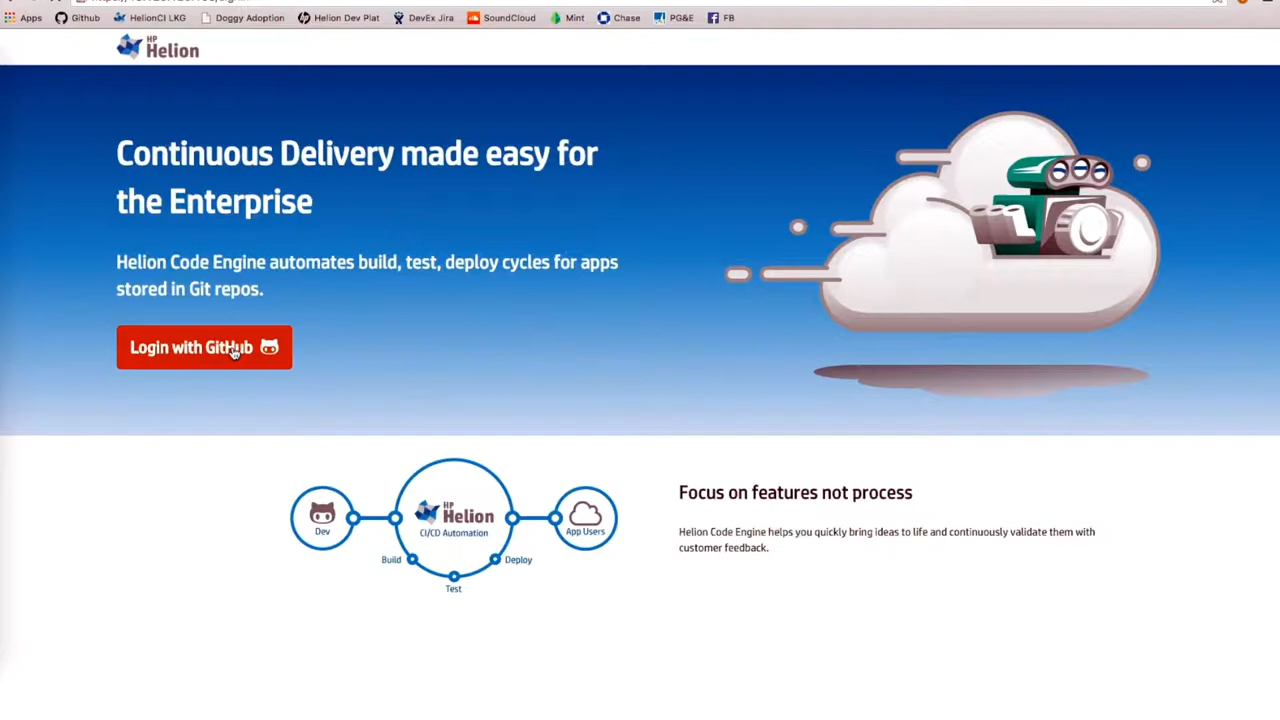 Apps Github HelionCI LKG Doggy Adoption Helion Dev Plat DevEx Jira SoundCloud Mint Chase PG&E FB
HP
Helion
Continuous Delivery made easy for
the Enterprise
Helion Code Engine automates build, test, deploy cycles for apps
stored in Git repos.
Login with GitHub
Dev
HP
Helion
CI/CD Automation
App Users
Build
Deploy
Test
Focus on features not process
Helion Code Engine helps you quickly bring ideas to life and continuously validate them with
customer feedback.